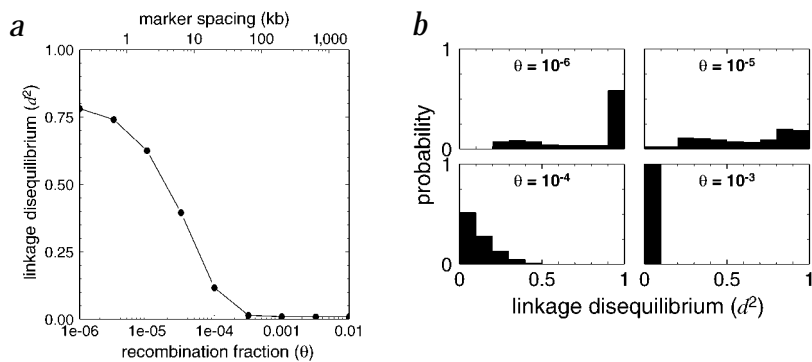 a
marker spacing (kb)
1 10 100 1,000
1.00
0.75
0.50
0.25
0.00
linkage disequilibrium (d²)
1e-06 1e-05 1e-04 0.001 0.01
recombination fraction (θ)
b
probability
1
0
θ = 10⁻⁶
θ = 10⁻⁵
1
0
θ = 10⁻⁴
θ = 10⁻³
0 0.5 1 0 0.5 1
linkage disequilibrium (d²)